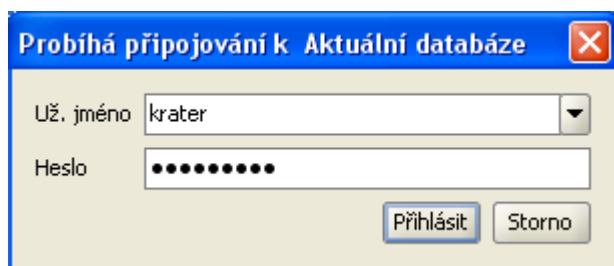 Probíhá připojování k Aktuální databáze
Už. jméno krater
Heslo •••••••••
Přihlásit Storno